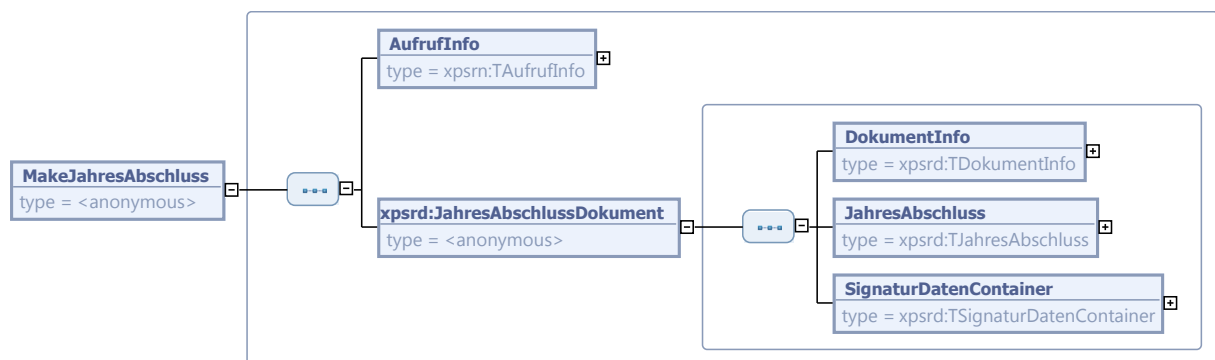 AufrufInfo
type = xpsrn:TAufrufInfo
DokumentInfo
type = xpsrd:TDokumentInfo
MakeJahresAbschluss
type = <anonymous>
xpsrd:JahresAbschlussDokument
type = <anonymous>
JahresAbschluss
type = xpsrd:TJahresAbschluss
SignaturDatenContainer
type = xpsrd:TSignaturDatenContainer